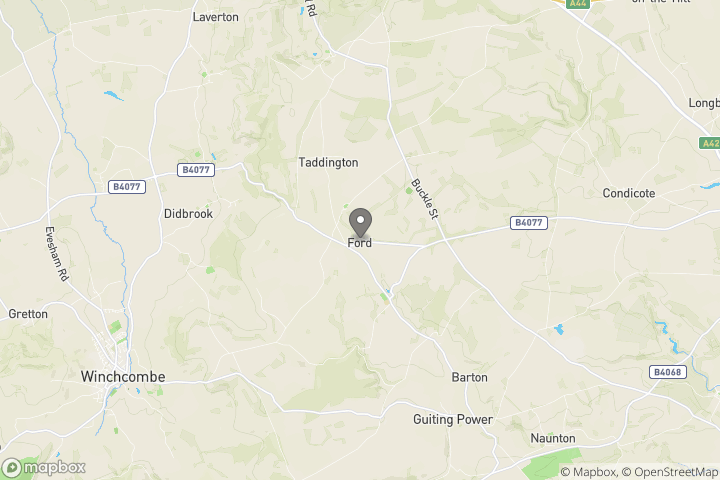 Laverton
t Rd
A44
on-the-Hill
Longb
A42
Taddington
B4077
B4077
Buckle St
Condicote
Didbrook
B4077
Evesham Rd
Ford
Gretton
Winchcombe
B4068
Barton
Guiting Power
Naunton
mapbox
© Mapbox, © OpenStreetMap